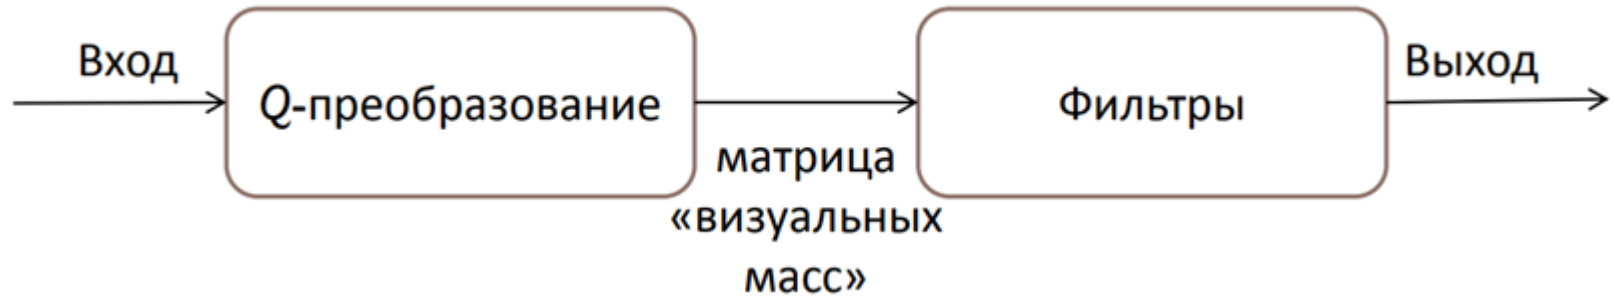 Вход
Q-преобразование
матрица
«визуальных
масс»
Фильтры
Выход